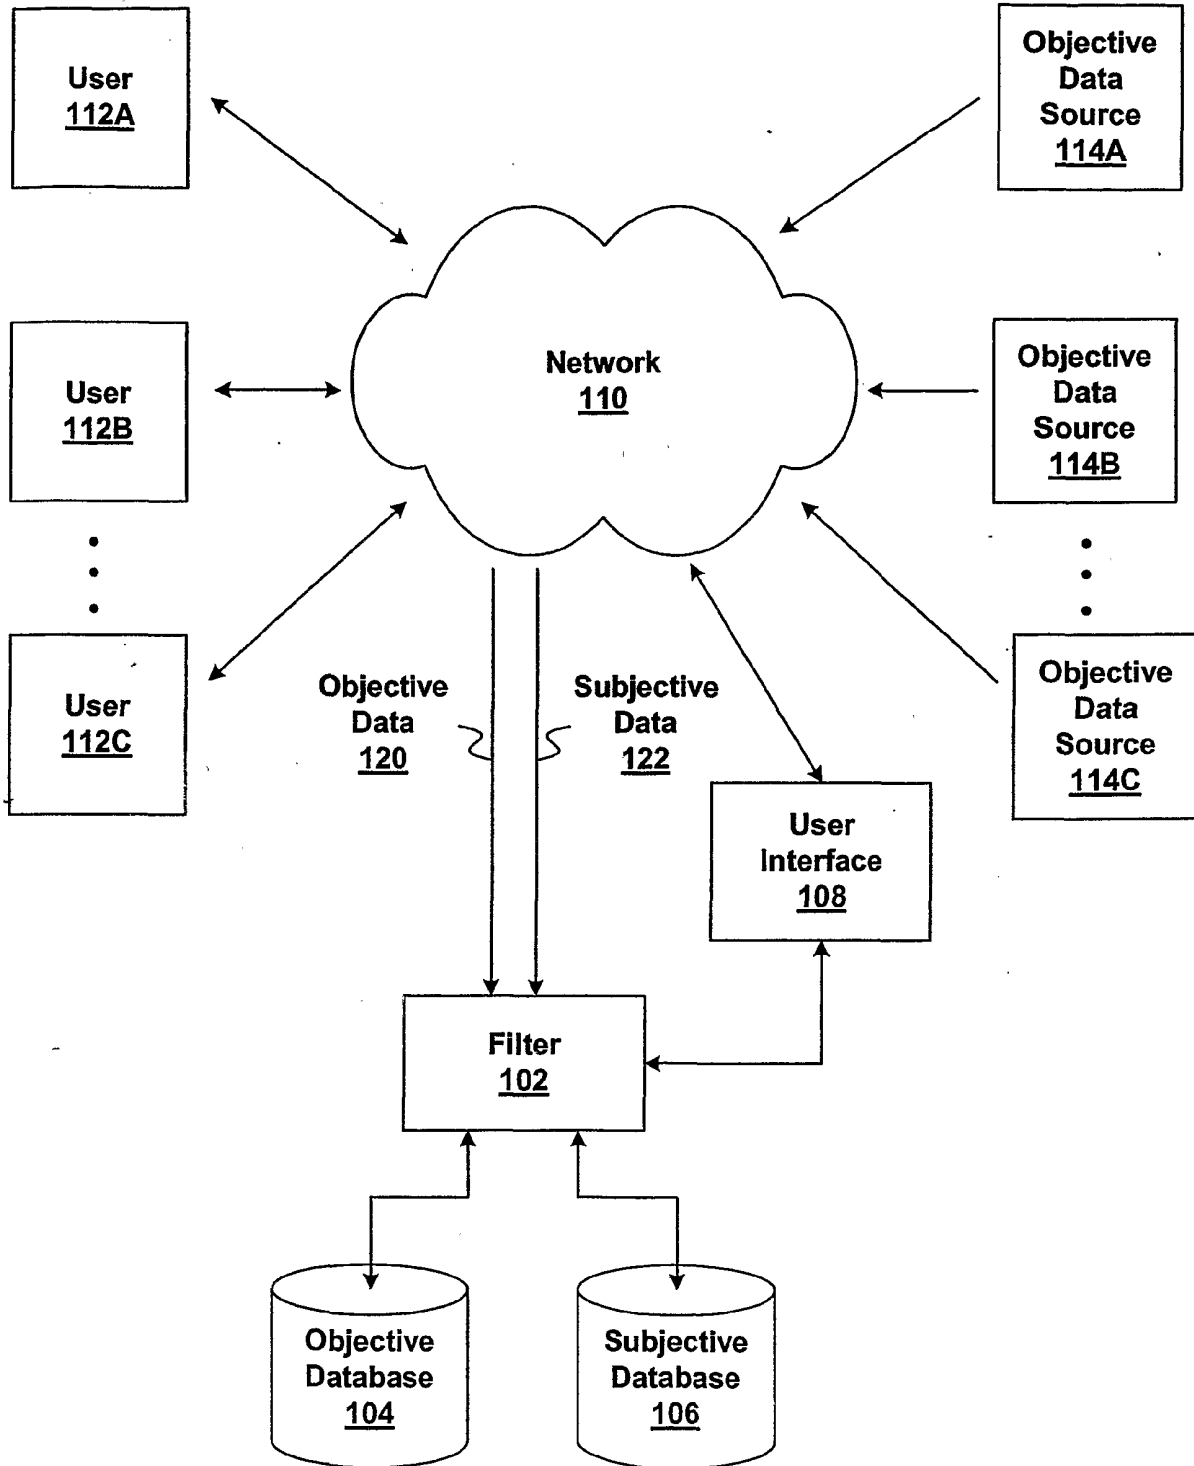 User
112A
Objective
Data
Source
114A
Network
110
User
112B
Objective
Data
Source
114B
User
112C
Objective
Data
120
Subjective
Data
122
Objective
Data
Source
114C
User
Interface
108
Filter
102
Objective
Database
104
Subjective
Database
106